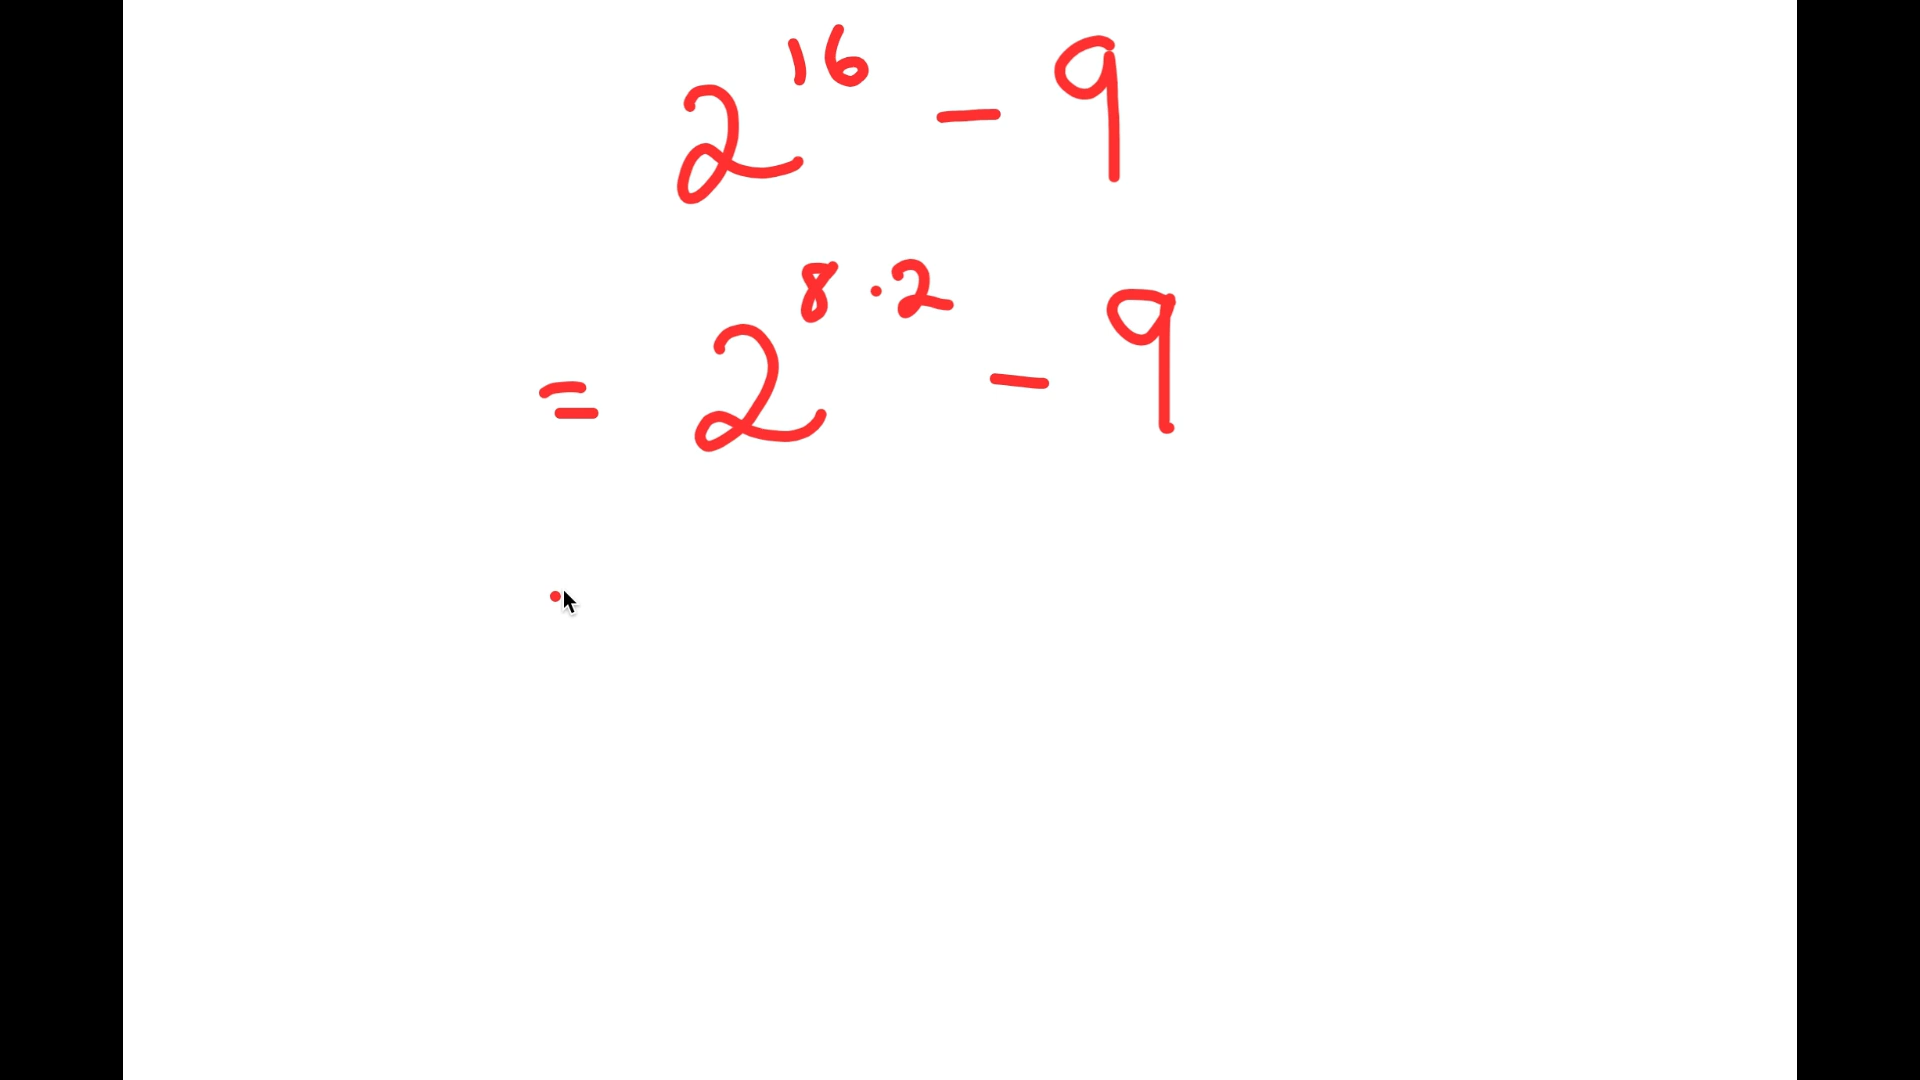 2^16 - 9
= 2^8·2 - 9